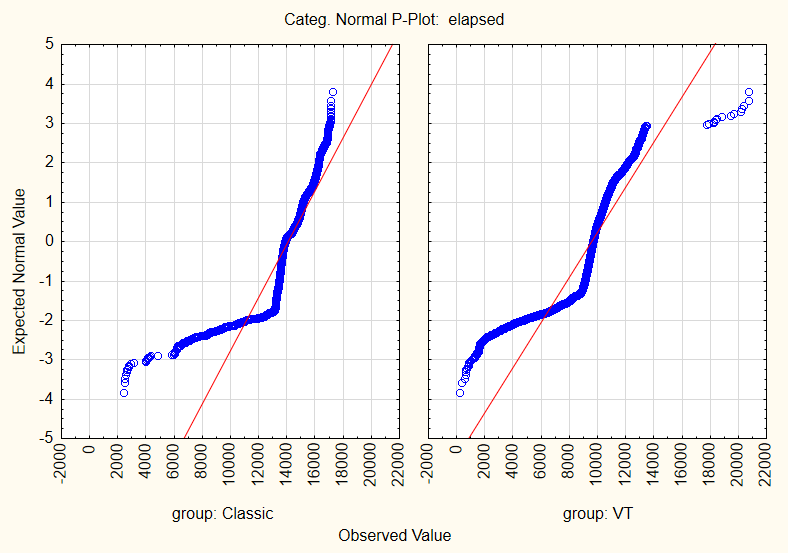 Categ. Normal P-Plot:  elapsed
Expected Normal Value
5
4
3
2
1
0
-1
-2
-3
-4
-5
-2000 0 2000 4000 6000 8000 10000 12000 14000 16000 18000 20000 22000
-2000 0 2000 4000 6000 8000 10000 12000 14000 16000 18000 20000 22000
group: Classic
group: VT
Observed Value